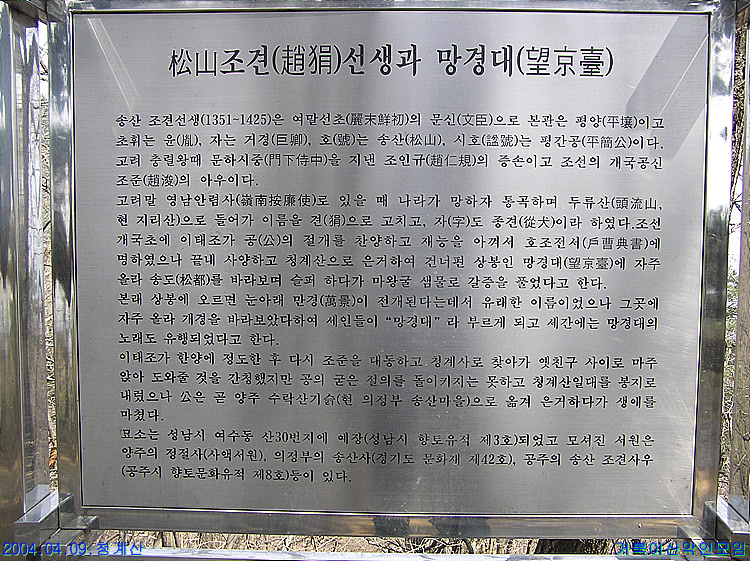 松山조견(趙狷)선생과 망경대(望京臺)
송산 조견선생(1351~1425)은 여말선초(麗末鮮初)의 문신(文臣)으로 본관은 평양(平壤)이고
초휘는 윤(胤), 자는 거경(巨卿), 호(號)는 송산(松山), 시호(諡號)는 평간공(平簡公)이다.
고려 충렬왕때 문하시중(門下侍中)을 지낸 조인규(趙仁規)의 증손이고 조선의 개국공신
조준(趙浚)의 아우이다.
고려말 영남안렴사(嶺南按廉使)로 있을 때 나라가 망하자 통곡하며 두류산(頭流山,
현 지리산)으로 들어가 이름을 견(狷)으로 고치고, 자(字)도 종견(從犬)이라 하였다.조선
개국초에 이태조가 공(公)의 절개를 찬양하고 재능을 아껴서 호조전서(戶曹典書)에
명하였으나 끝내 사양하고 청계산으로 은거하여 건너편 상봉인 망경대(望京臺)에 자주
올라 송도(松都)를 바라보며 슬퍼 하다가 마왕굴 샘물로 갈증을 풀었다고 한다.
본래 상봉에 오르면 눈아래 만경(萬景)이 전개된다는데서 유래한 이름이었으나 그곳에
자주 올라 개경을 바라보았다하여 세인들이 “망경대” 라 부르게 되고 세간에는 망경대의
노래도 유행되었다고 한다.
이태조가 한양에 정도한 후 다시 조준을 대동하고 청계사로 찾아가 옛친구 사이로 마주
앉아 도와줄 것을 간청했지만 공의 굳은 절의를 돌이키지는 못하고 청계산일대를 봉지로
내렸으나 公은 곧 양주 수락산기슭(현 의정부 송산마을)으로 옮겨 은거하다가 생애를
마쳤다.
묘소는 성남시 여수동 산30번지에 예장(성남시 향토유적 제3호)되었고 모셔진 서원은
양주의 정절사(사액서원), 의정부의 송산사(경기도 문화재 제42호), 공주의 송산 조견사우
(공주시 향토문화유적 제8호)등이 있다.
2004. 04. 09. 청계산